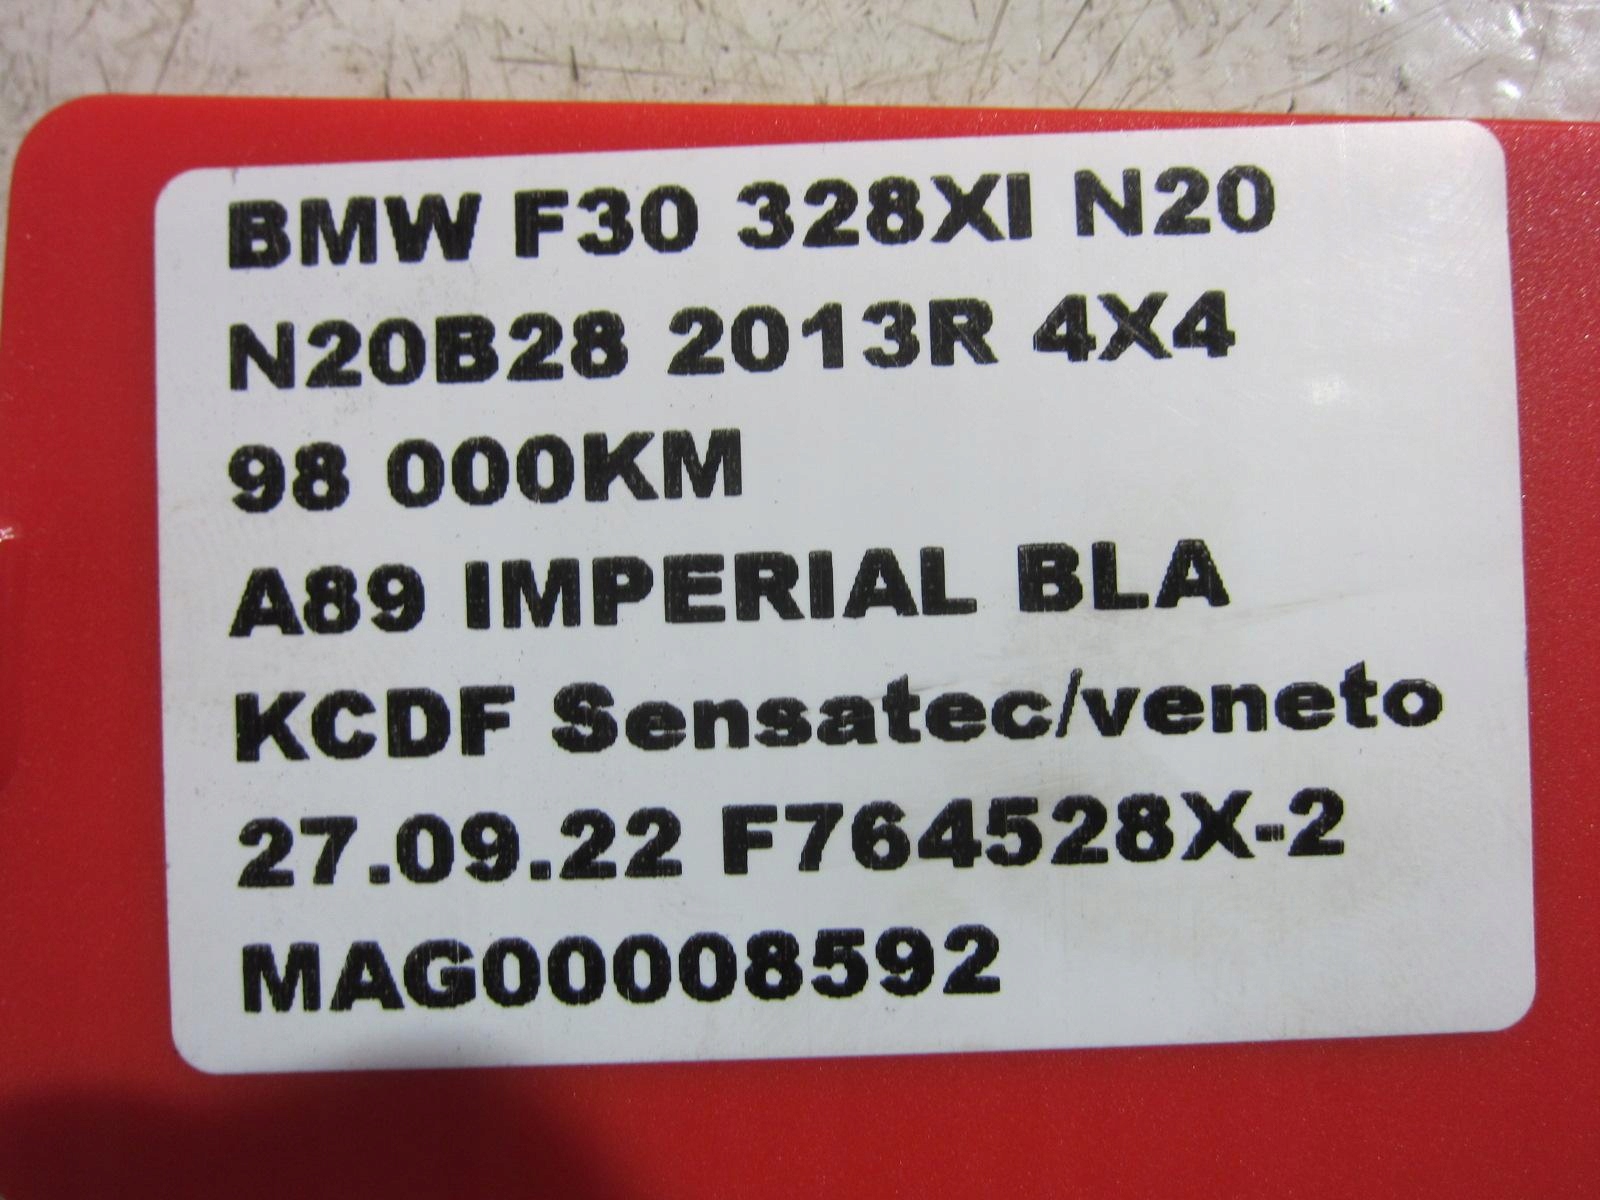 BMW F30 328XI N20
N20B28 2013R 4X4
98 000KM
A89 IMPERIAL BLA
KCDF Sensatec/veneto
27.09.22 F764528X-2
MAG00008592